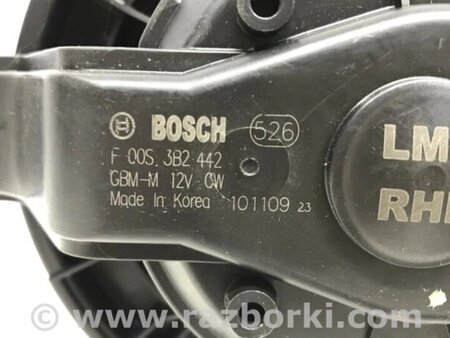 BOSCH 526
F 00S 3B2 442
GBM-M 12V CW
Made In Korea 101109 23
LM
RH
www.razborki.com